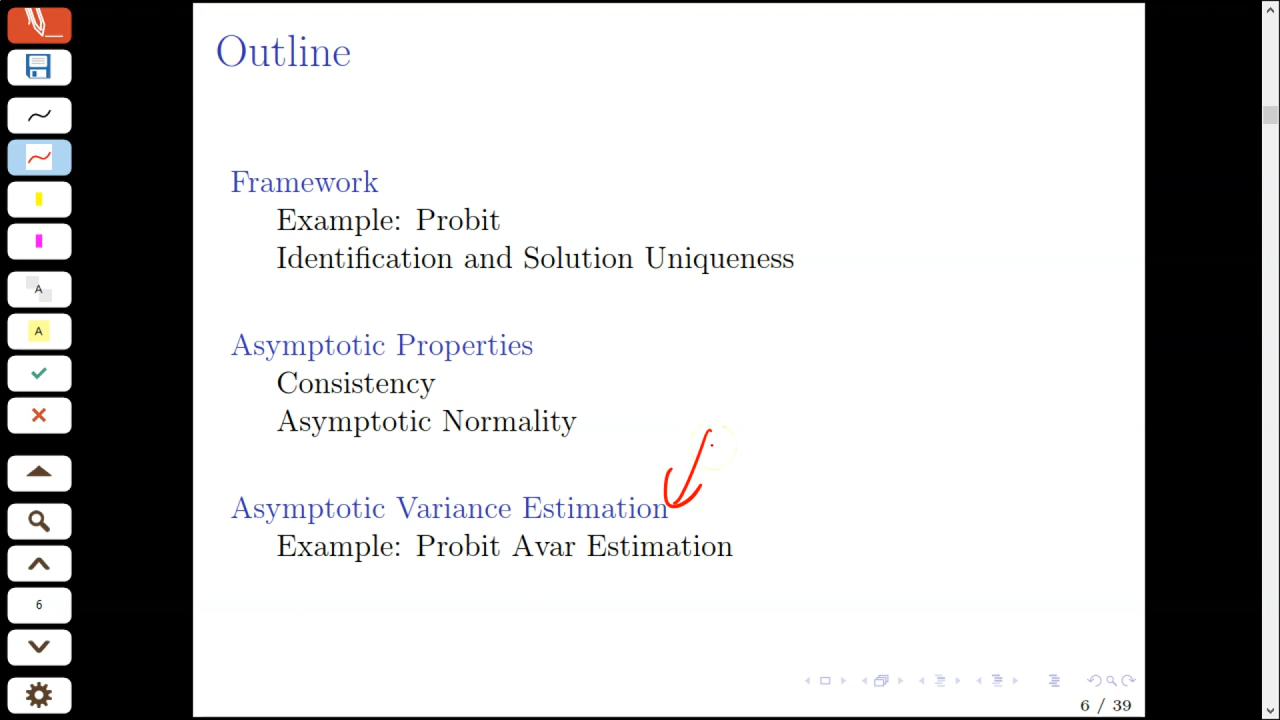 Outline
Framework
Example: Probit
Identification and Solution Uniqueness
Asymptotic Properties
Consistency
Asymptotic Normality
Asymptotic Variance Estimation
Example: Probit Avar Estimation
A
A
6
6 / 39